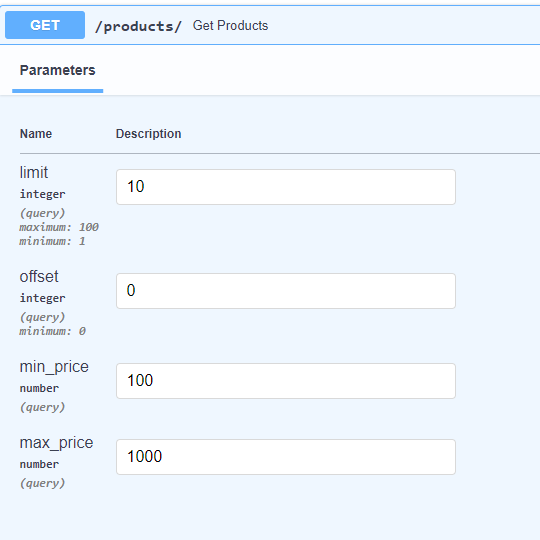 GET /products/ Get Products
Parameters
Name Description
limit
integer
(query)
maximum: 100
minimum: 1
10
offset
integer
(query)
minimum: 0
0
min_price
number
(query)
100
max_price
number
(query)
1000